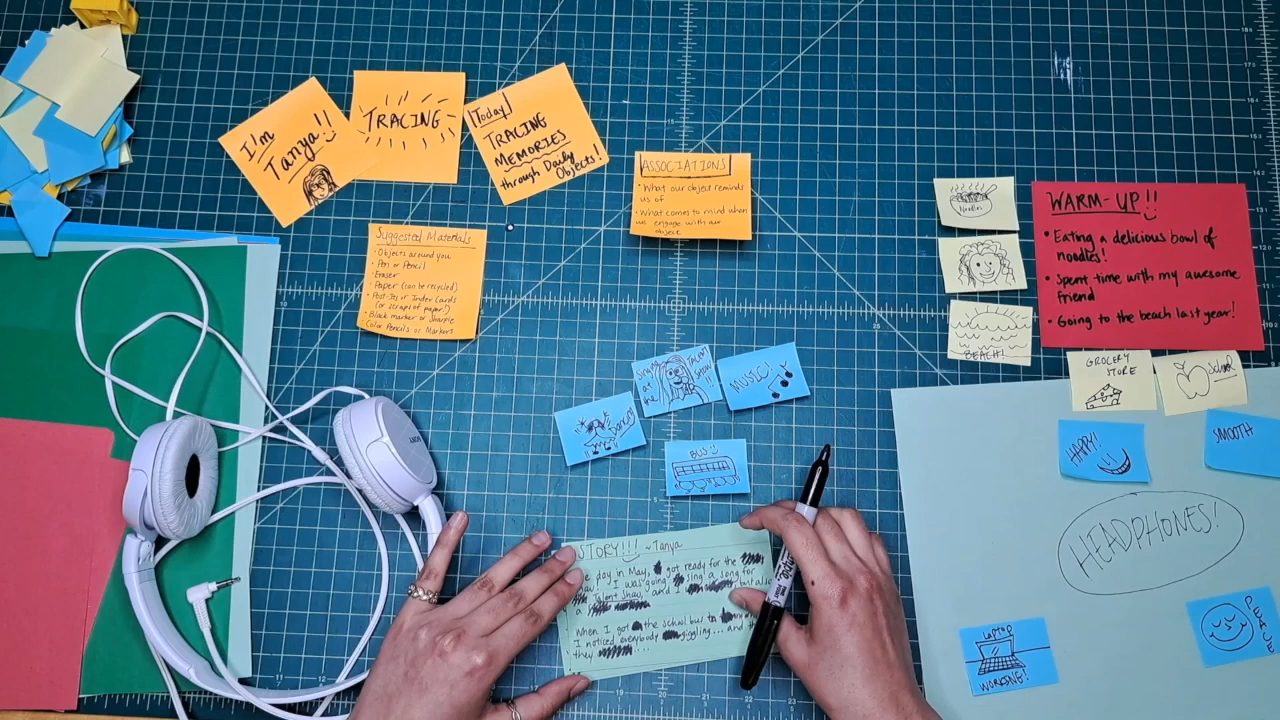 I'm
Tanya!!
TRACING
Today
TRACING
MEMORIES
through Daily
Objects!
ASSOCIATIONS
• What our object reminds
us of
• What comes to mind when
we engage with our
object
Suggested Materials
• Objects around you
• Pen or Pencil
• Eraser
• Paper (can be recycled)
• Post-Its or Index Cards
(or scraps of paper!)
• Black marker or Sharpie
Color Pencils or Markers
Noodles
BEACH!
WARM-UP!!
• Eating a delicious bowl of
noodles!
• Spent time with my awesome
friend
• Going to the beach last year!
GROCERY
STORE
School
HAPPY!
SMOOTH
HEADPHONES!
LAPTOP
WORKING!
PEACE
Singing
at the
TALENT
SHOW!!
MUSIC!
DANCE
BUS
STORY!!! ~Tanya
day in May, I got ready for the
I was going sing a song for
Talent Show, and I
a
When I got the school bus
I noticed everybody giggling... and
they
SONY